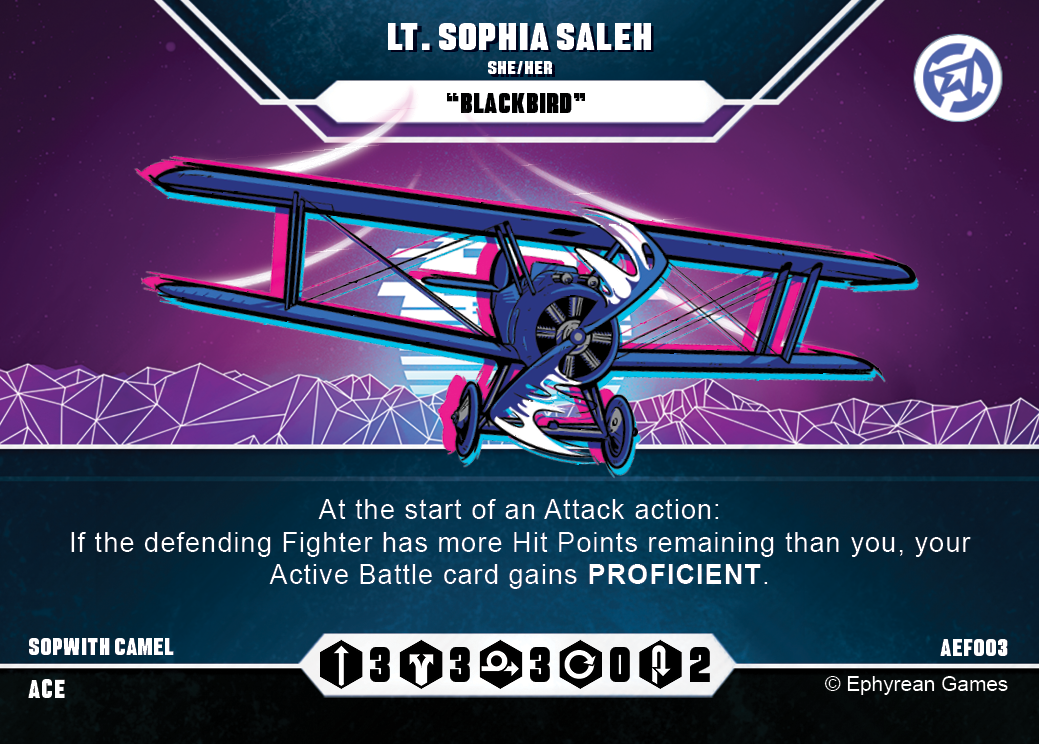 LT. SOPHIA SALEH
SHE/HER
“BLACKBIRD”
At the start of an Attack action:
If the defending Fighter has more Hit Points remaining than you, your
Active Battle card gains PROFICIENT.
SOPWITH CAMEL
ACE
3 3 3 0 2
AEF003
© Ephyrean Games